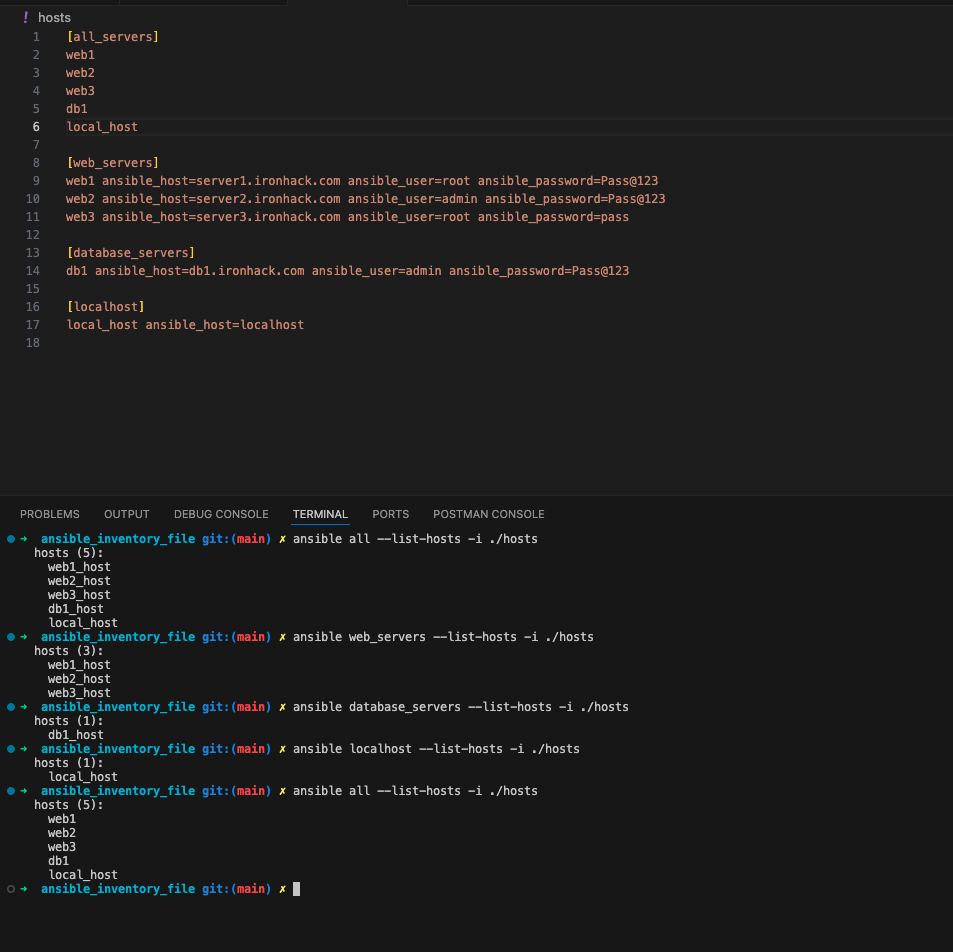 ! hosts
1 [all_servers]
2 web1
3 web2
4 web3
5 db1
6 local_host
7
8 [web_servers]
9 web1 ansible_host=server1.ironhack.com ansible_user=root ansible_password=Pass@123
10 web2 ansible_host=server2.ironhack.com ansible_user=admin ansible_password=Pass@123
11 web3 ansible_host=server3.ironhack.com ansible_user=root ansible_password=pass
12
13 [database_servers]
14 db1 ansible_host=db1.ironhack.com ansible_user=admin ansible_password=Pass@123
15
16 [localhost]
17 local_host ansible_host=localhost
18
PROBLEMS OUTPUT DEBUG CONSOLE TERMINAL PORTS POSTMAN CONSOLE
➜ ansible_inventory_file git:(main) ✗ ansible all --list-hosts -i ./hosts
hosts (5):
web1_host
web2_host
web3_host
db1_host
local_host
➜ ansible_inventory_file git:(main) ✗ ansible web_servers --list-hosts -i ./hosts
hosts (3):
web1_host
web2_host
web3_host
➜ ansible_inventory_file git:(main) ✗ ansible database_servers --list-hosts -i ./hosts
hosts (1):
db1_host
➜ ansible_inventory_file git:(main) ✗ ansible localhost --list-hosts -i ./hosts
hosts (1):
local_host
➜ ansible_inventory_file git:(main) ✗ ansible all --list-hosts -i ./hosts
hosts (5):
web1
web2
web3
db1
local_host
➜ ansible_inventory_file git:(main) ✗